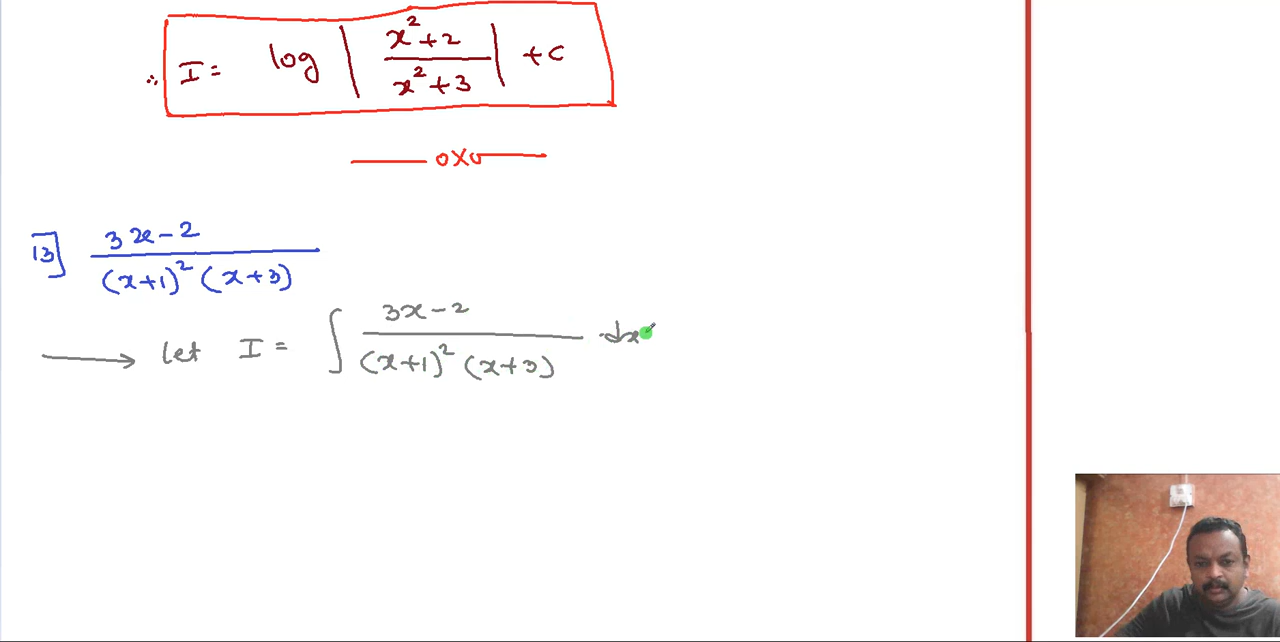 ∴ I = log | x²+2 / x²+3 | + c
—— oXo ——
13] 3x-2 / (x+1)² (x+3)
⟶ let I = ∫ 3x-2 / (x+1)² (x+3) dx